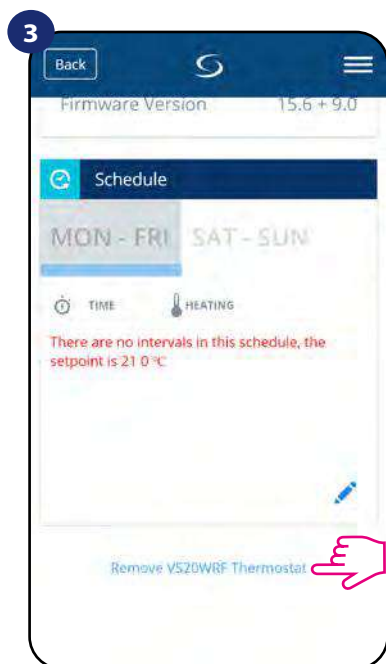 3
Back
Firmware Version 15.6 + 9.0
Schedule
MON - FRI SAT - SUN
TIME HEATING
There are no intervals in this schedule, the
setpoint is 21 0 °C
Remove VS20WRF Thermostat